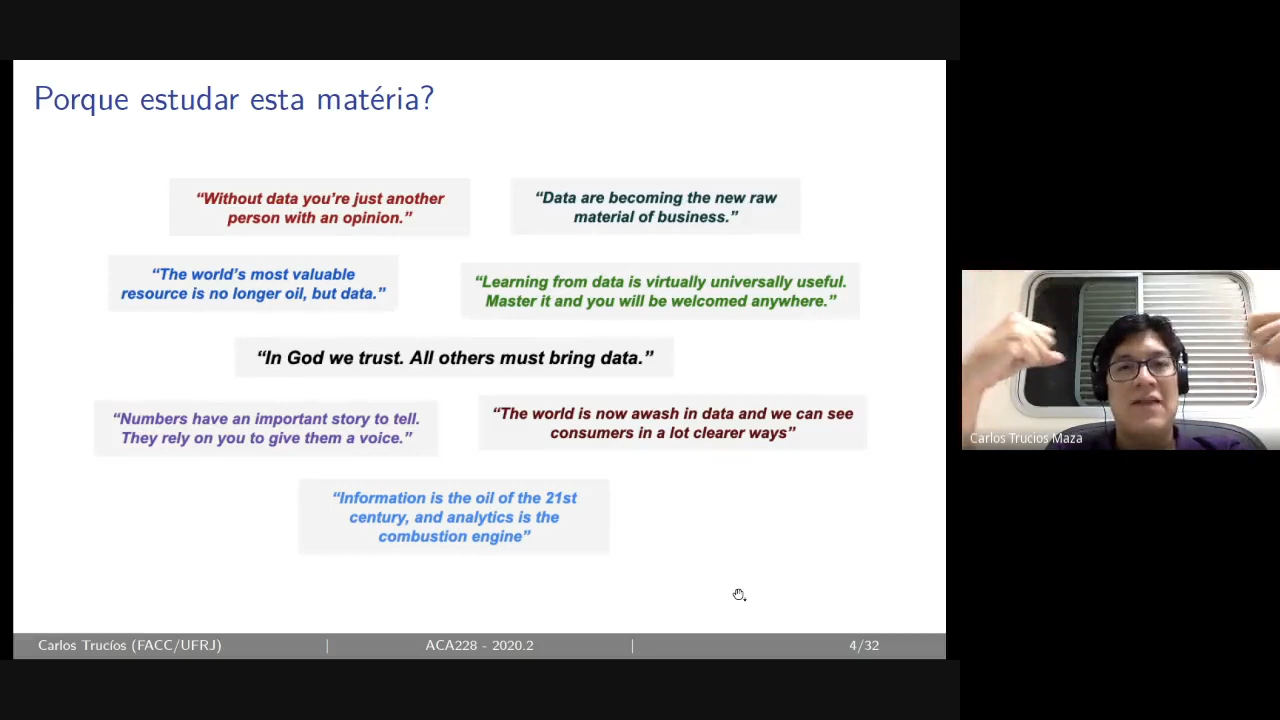 Porque estudar esta matéria?
“Without data you’re just another
person with an opinion.”
“Data are becoming the new raw
material of business.”
“The world’s most valuable
resource is no longer oil, but data.”
“Learning from data is virtually universally useful.
Master it and you will be welcomed anywhere.”
“In God we trust. All others must bring data.”
“Numbers have an important story to tell.
They rely on you to give them a voice.”
“The world is now awash in data and we can see
consumers in a lot clearer ways”
“Information is the oil of the 21st
century, and analytics is the
combustion engine”
Carlos Trucíos (FACC/UFRJ) | ACA228 - 2020.2 | 4/32
Carlos Trucios Maza